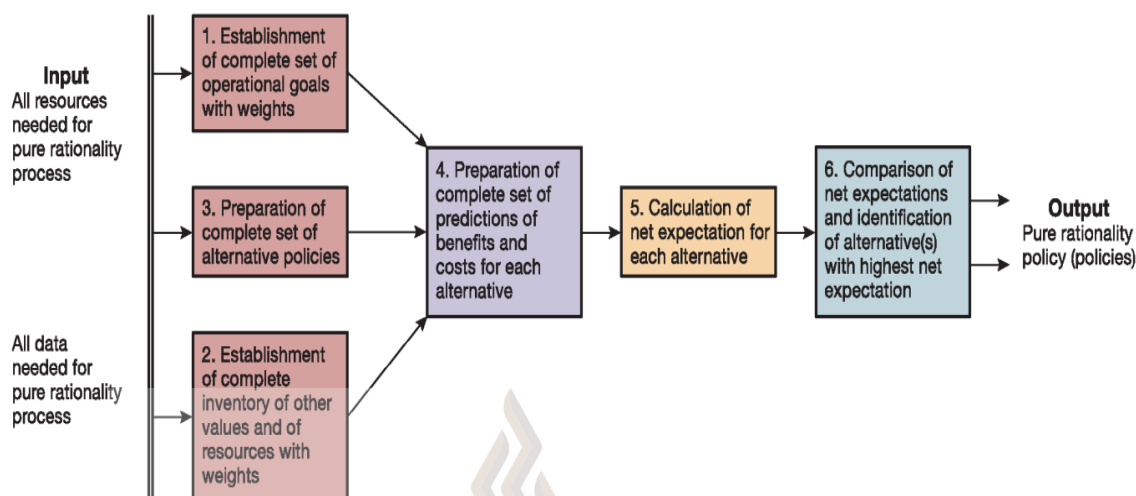 Input
All resources
needed for
pure rationality
process
All data
needed for
pure rationality
process
1. Establishment
of complete set of
operational goals
with weights
3. Preparation of
complete set of
alternative policies
2. Establishment
of complete
inventory of other
values and of
resources with
weights
4. Preparation of
complete set of
predictions of
benefits and
costs for each
alternative
5. Calculation of
net expectation for
each alternative
6. Comparison of
net expectations
and identification
of alternative(s)
with highest net
expectation
Output
Pure rationality
policy (policies)